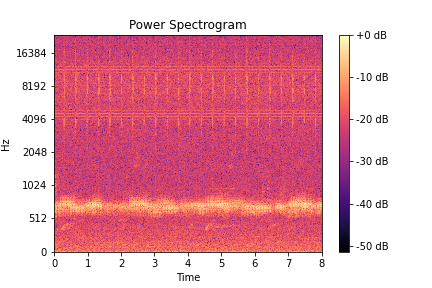 Power Spectrogram
Hz
16384
8192
4096
2048
1024
512
0
0 1 2 3 4 5 6 7 8
Time
+0 dB
-10 dB
-20 dB
-30 dB
-40 dB
-50 dB